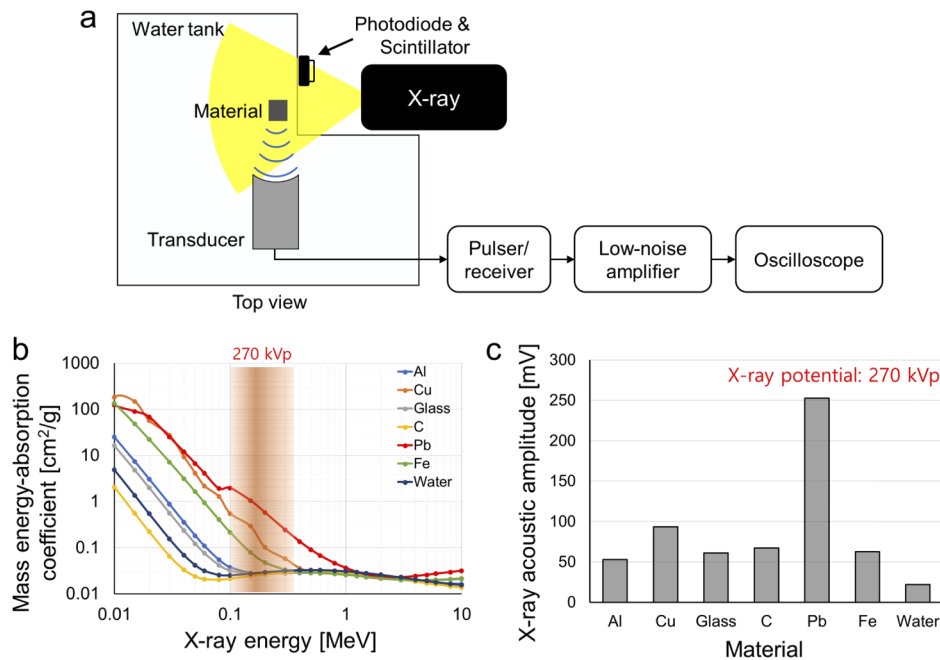 a
Water tank
Photodiode &
Scintillator
X-ray
Material
Transducer
Pulser/
receiver
Low-noise
amplifier
Oscilloscope
Top view
b
270 kVp
Mass energy-absorption
coefficient [cm²/g]
1000
100
10
1
0.1
0.01
Al
Cu
Glass
C
Pb
Fe
Water
0.01
0.1
1
10
X-ray energy [MeV]
c
X-ray acoustic amplitude [mV]
300
250
200
150
100
50
0
X-ray potential: 270 kVp
Al
Cu
Glass
C
Pb
Fe
Water
Material